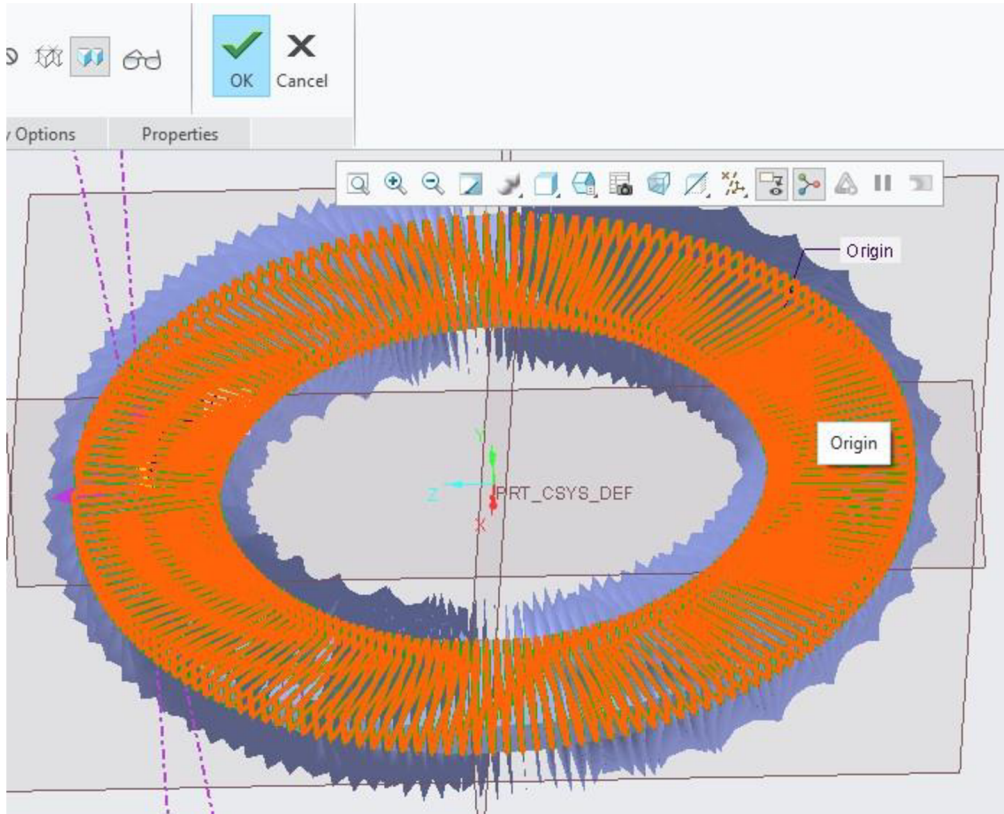 OK
Cancel
y Options
Properties
Origin
Origin
Y
Z
PRT_CSYS_DEF
X